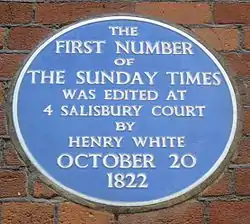 THE
FIRST NUMBER
OF
THE SUNDAY TIMES
WAS EDITED AT
4 SALISBURY COURT
BY
HENRY WHITE
OCTOBER 20
1822